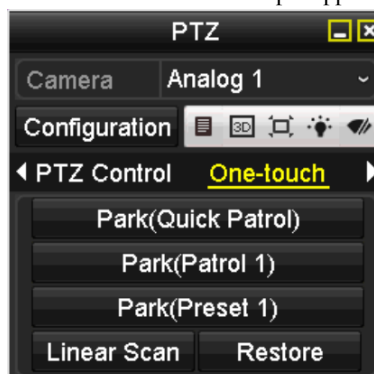 PTZ
Camera Analog 1
Configuration 3D
PTZ Control One-touch
Park(Quick Patrol)
Park(Patrol 1)
Park(Preset 1)
Linear Scan Restore